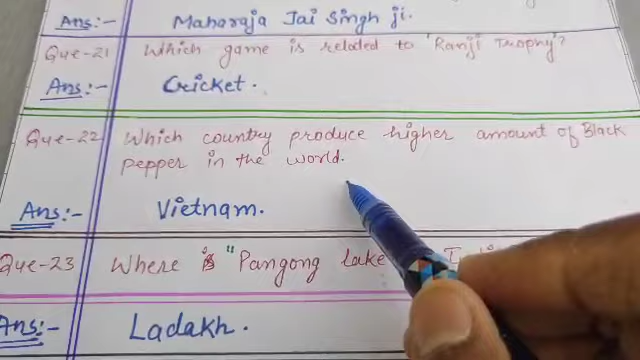 Ans:- Maharaja Jai Singh ji.
Que-21 Which game is related to "Ranji Trophy"?
Ans:- Cricket.
Que-22 Which country produce higher amount of Black
pepper in the world.
Ans:- Vietnam.
Que-23 Where is "Pangong lake
Ans:- Ladakh.